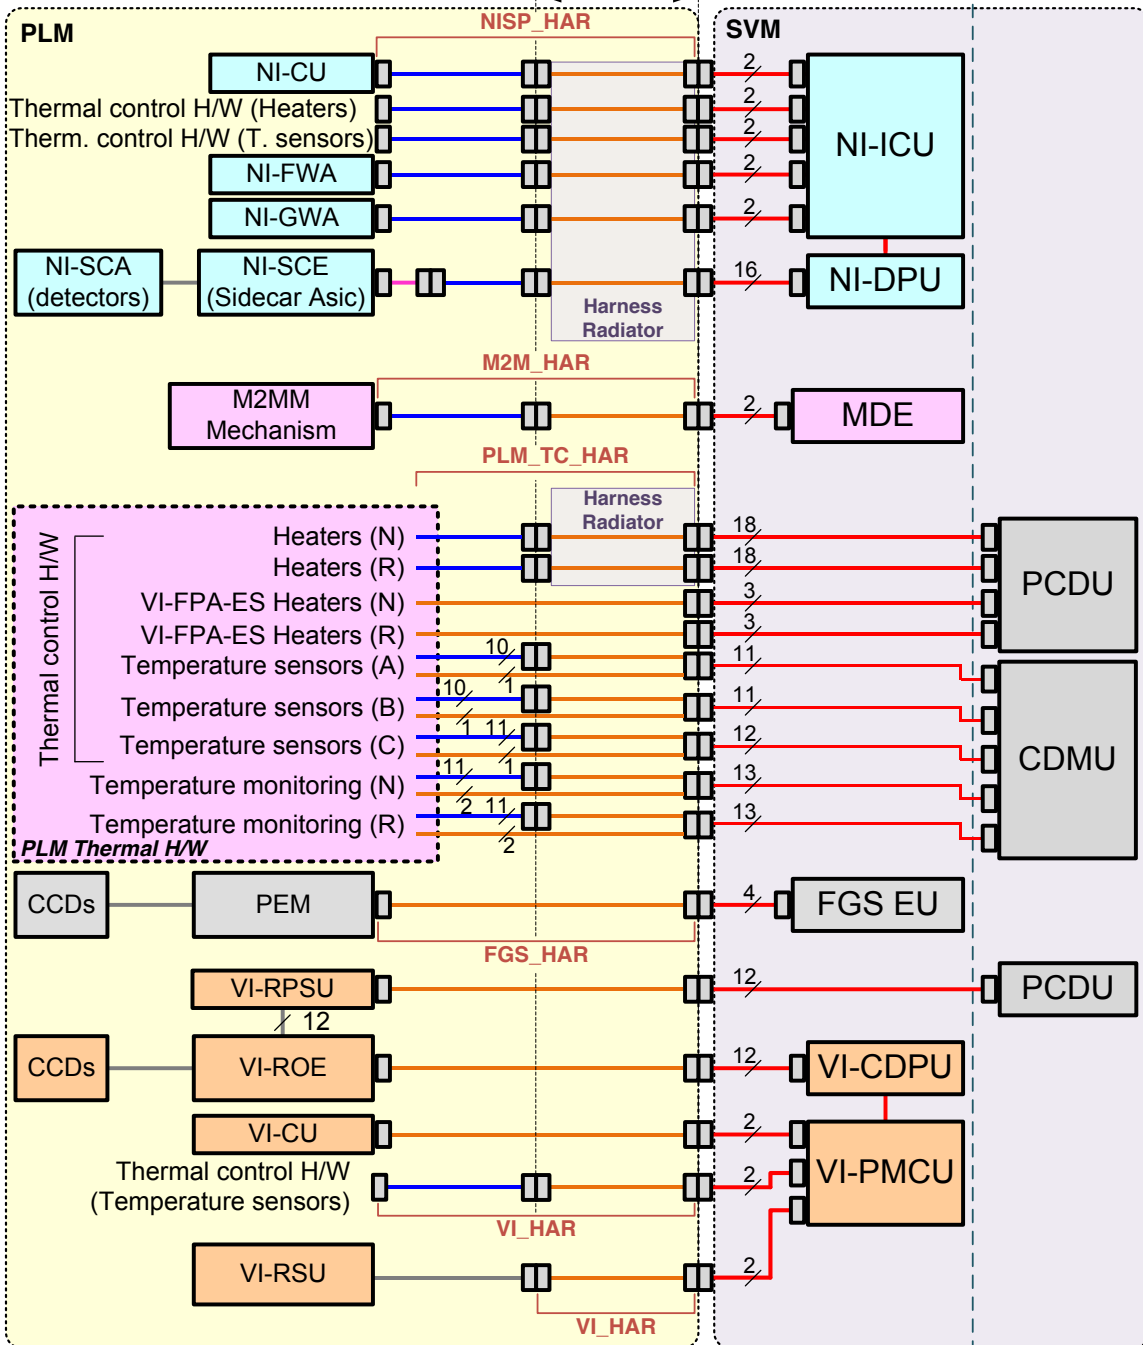 PLM
NISP_HAR
SVM
NI-CU
2
Thermal control H/W (Heaters)
2
Therm. control H/W (T. sensors)
2
NI-ICU
NI-FWA
2
NI-GWA
2
NI-SCA
(detectors)
NI-SCE
(Sidecar Asic)
16
NI-DPU
Harness
Radiator
M2M_HAR
M2MM
Mechanism
2
MDE
PLM_TC_HAR
Harness
Radiator
Thermal control H/W
Heaters (N)
18
Heaters (R)
18
PCDU
VI-FPA-ES Heaters (N)
3
VI-FPA-ES Heaters (R)
3
Temperature sensors (A)
10
1
11
Temperature sensors (B)
10
1
11
Temperature sensors (C)
11
1
12
CDMU
Temperature monitoring (N)
11
2
13
Temperature monitoring (R)
11
2
13
PLM Thermal H/W
CCDs
PEM
4
FGS EU
FGS_HAR
VI-RPSU
12
PCDU
12
CCDs
VI-ROE
12
VI-CDPU
VI-CU
2
VI-PMCU
Thermal control H/W
(Temperature sensors)
2
VI_HAR
VI-RSU
2
VI_HAR